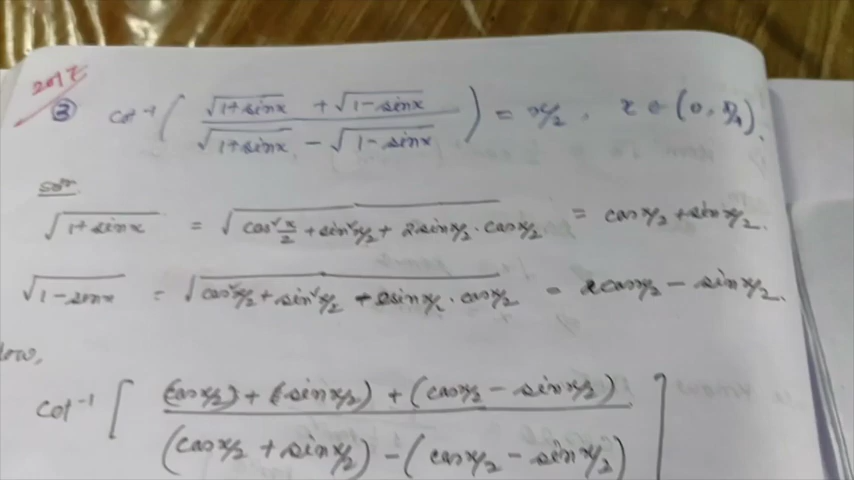 2017
③ cot⁻¹ ( √(1+sinx) + √(1-sinx) / √(1+sinx) - √(1-sinx) ) = x/2 , x ∈ (0, π/4).
Soln.
√(1+sinx) = √(cos²x/2 + sin²x/2 + 2sinx/2 . cosx/2) = cosx/2 + sinx/2.
√(1-sinx) = √(cos²x/2 + sin²x/2 + 2sinx/2 . cosx/2) = cosx/2 - sinx/2.
Now,
cot⁻¹ [ (cosx/2) + (sinx/2) + (cosx/2 - sinx/2) / (cosx/2 + sinx/2) - (cosx/2 - sinx/2) ]